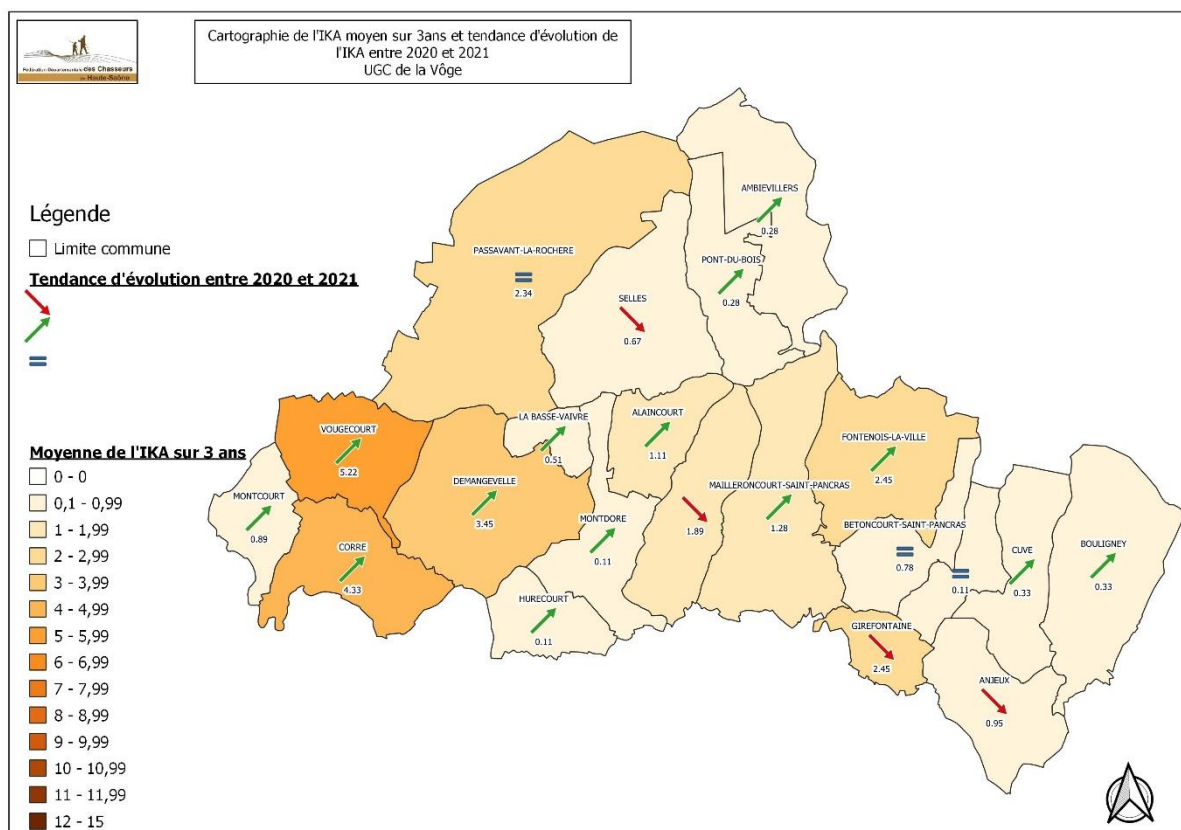 Fédération Départementale des Chasseurs
de Haute-Saône
Cartographie de l'IKA moyen sur 3ans et tendance d'évolution de
l'IKA entre 2020 et 2021
UGC de la Vôge
Légende
Limite commune
Tendance d'évolution entre 2020 et 2021
=
Moyenne de l'IKA sur 3 ans
0 - 0
0,1 - 0,99
1 - 1,99
2 - 2,99
3 - 3,99
4 - 4,99
5 - 5,99
6 - 6,99
7 - 7,99
8 - 8,99
9 - 9,99
10 - 10,99
11 - 11,99
12 - 15
AMBIEVILLERS
0.28
PASSAVANT-LA-ROCHERE
=
2.34
PONT-DU-BOIS
0.28
SELLES
0.67
LA BASSE-VAIVRE
0.51
ALAINCOURT
1.11
VOUGECOURT
5.22
FONTENOIS-LA-VILLE
2.45
DEMANGEVELLE
3.45
MAILLERONCOURT-SAINT-PANCRAS
1.28
1.89
MONTCOURT
0.89
MONTDORE
0.11
BETONCOURT-SAINT-PANCRAS
=
0.78
=
0.11
CORRE
4.33
CUVE
0.33
BOULIGNEY
0.33
HURECOURT
0.11
GIREFONTAINE
2.45
ANJEUX
0.95